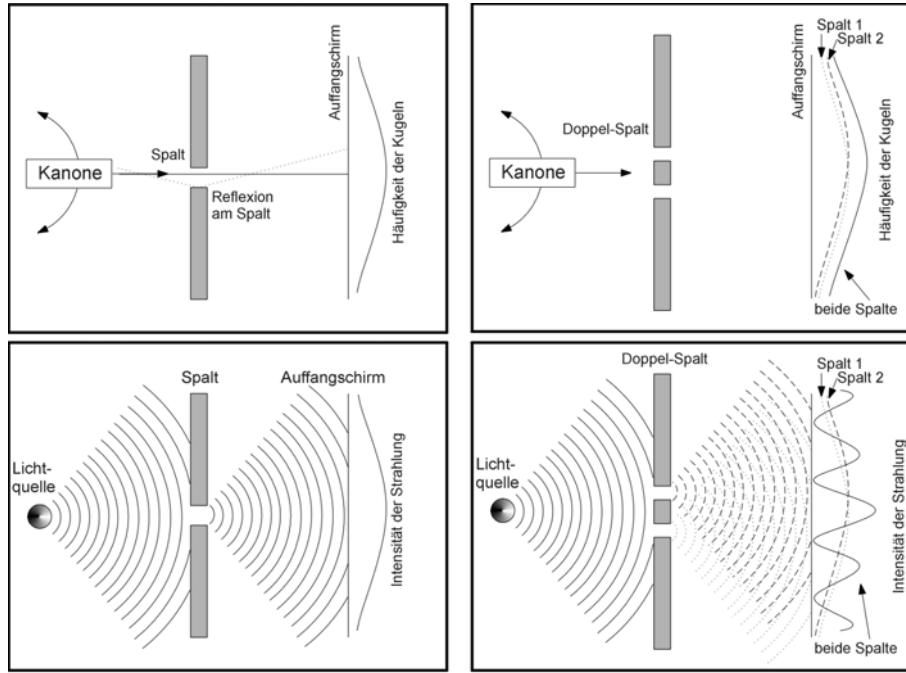 Kanone
Spalt
Reflexion
am Spalt
Auffangschirm
Häufigkeit der Kugeln
Kanone
Doppel-Spalt
Auffangschirm
Spalt 1
Spalt 2
Häufigkeit der Kugeln
beide Spalte
Licht-
quelle
Spalt
Auffangschirm
Intensität der Strahlung
Licht-
quelle
Doppel-Spalt
Spalt 1
Spalt 2
Intensität der Strahlung
beide Spalte